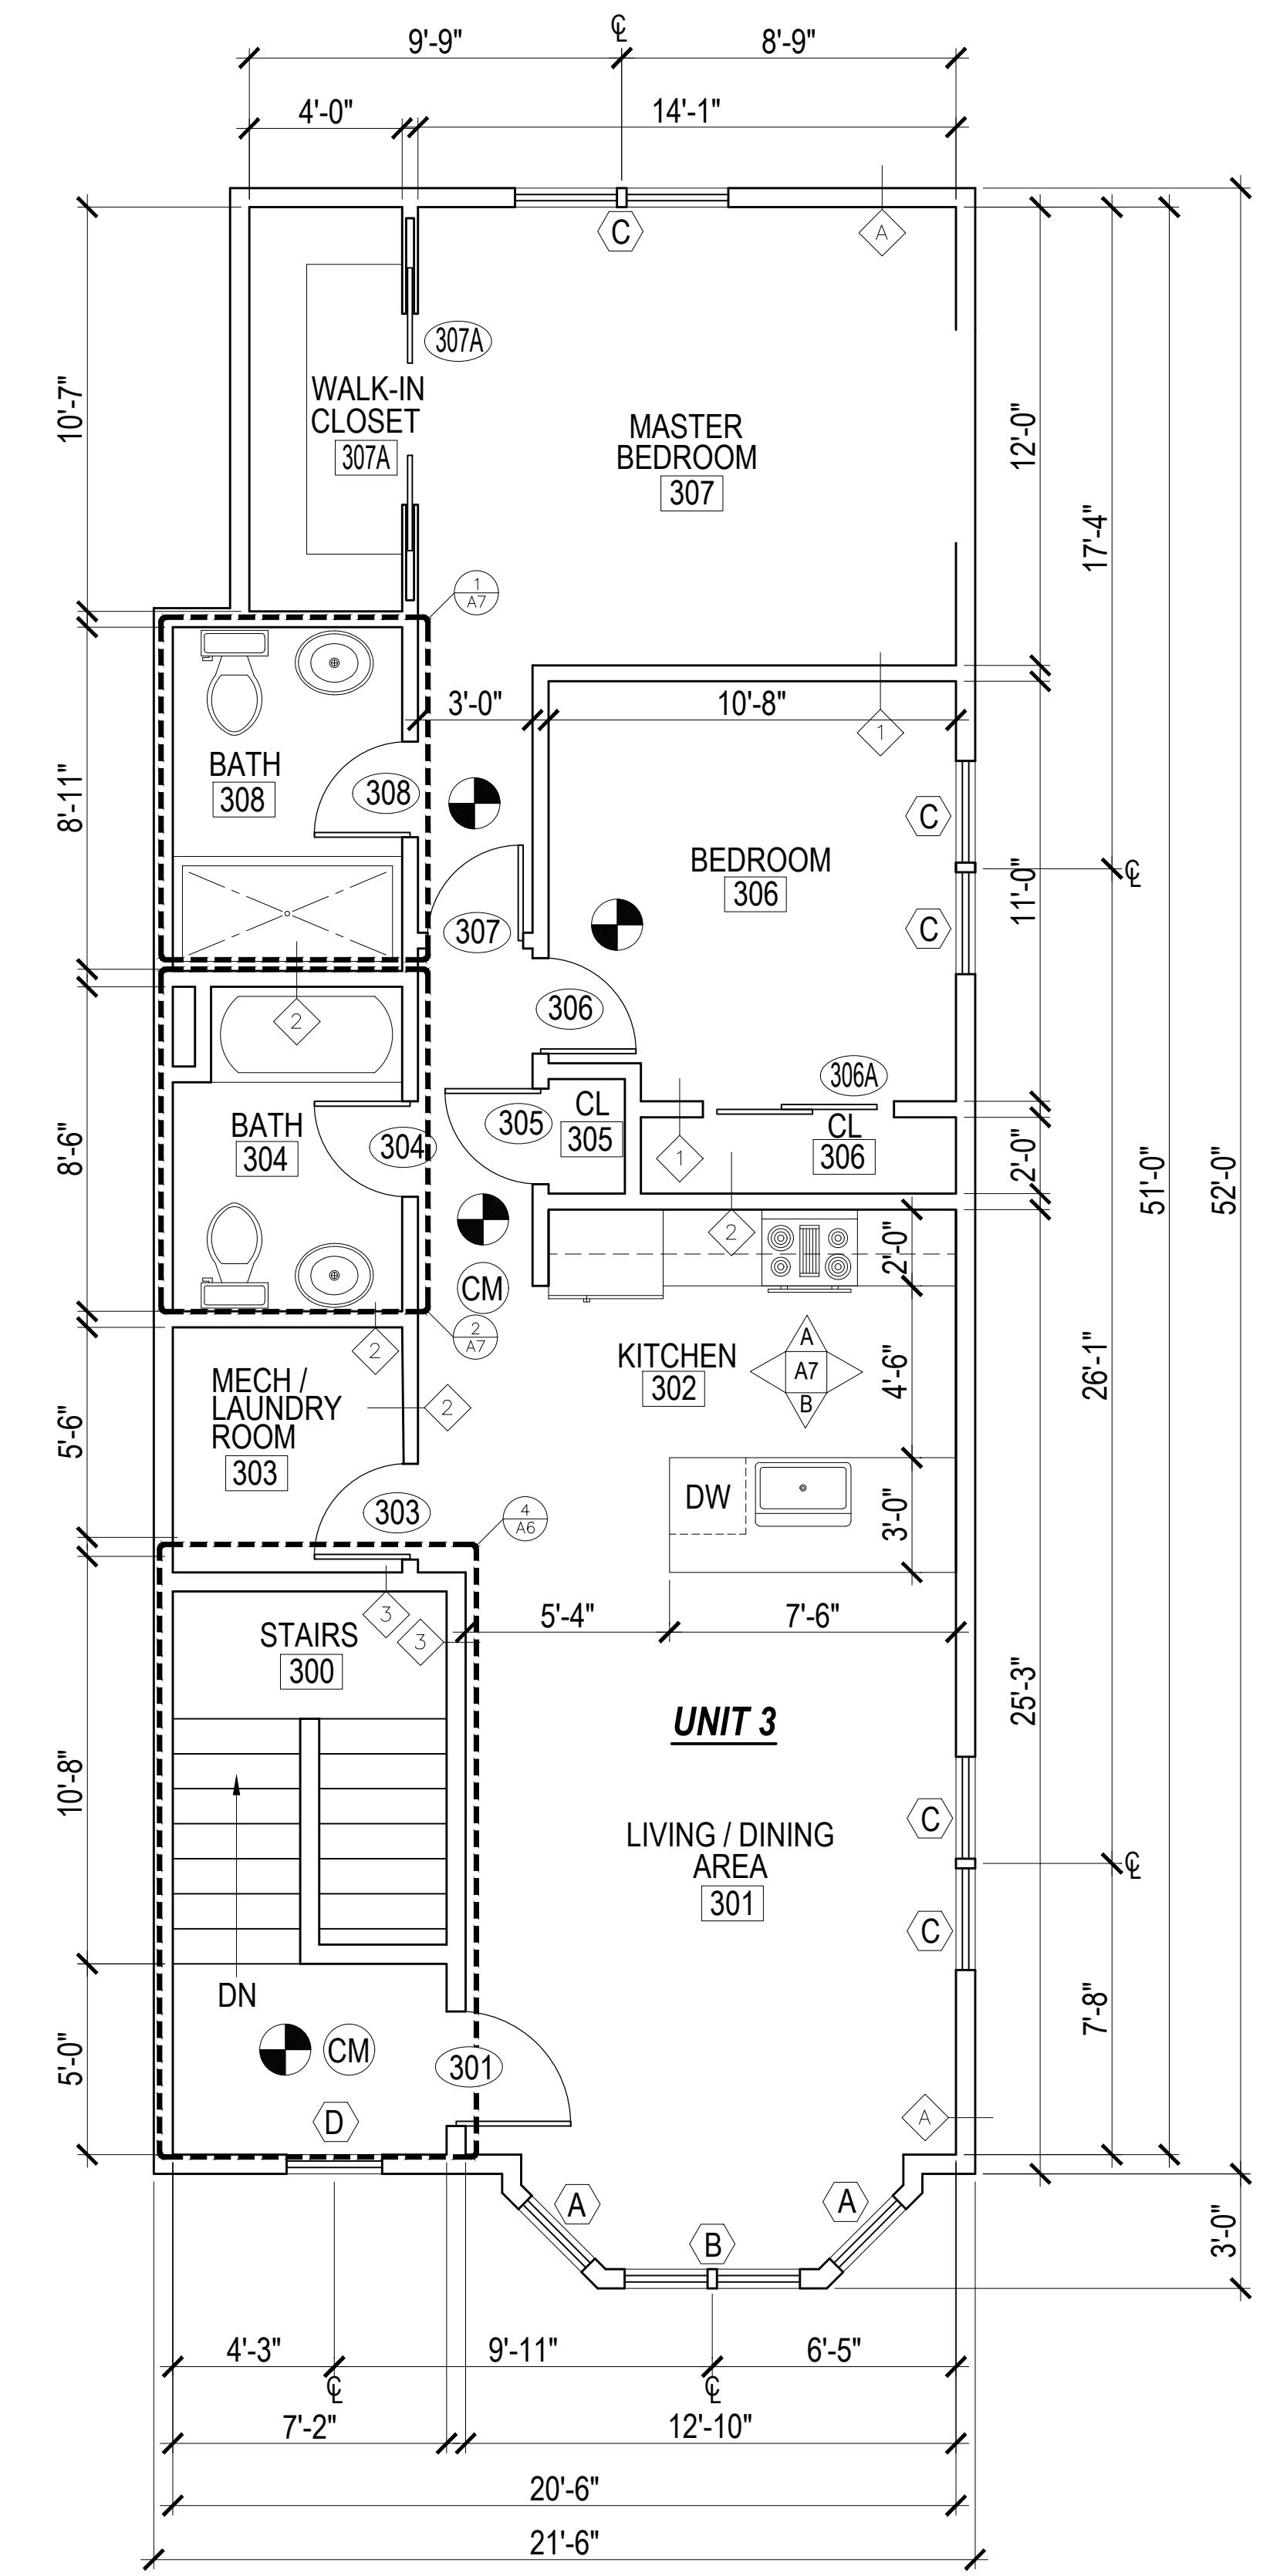 ℄
9'-9" 8'-9"
4'-0" 14'-1"
C
A
307A
WALK-IN
CLOSET
307A
MASTER
BEDROOM
307
10'-7"
12'-0"
17'-4"
1
A7
3'-0" 10'-8"
1
BATH
308
308
8'-11"
C
℄
BEDROOM
306
11'-0"
C
307
306
2
306A
CL
305
305
CL
306
BATH
304
304
8'-6"
1
2'-0"
51'-0"
52'-0"
2
2'-0"
CM
2
A7
2
KITCHEN
302
A
A7
B
4'-6"
26'-1"
MECH /
LAUNDRY
ROOM
303
2
5'-6"
DW
303
4
A6
3'-0"
3
3
5'-4" 7'-6"
STAIRS
300
25'-3"
UNIT 3
10'-8"
LIVING / DINING
AREA
301
C
℄
C
DN
7'-8"
5'-0"
CM
301
D
A
A
A
B
3'-0"
4'-3" 9'-11" 6'-5"
℄ ℄
7'-2" 12'-10"
20'-6"
21'-6"